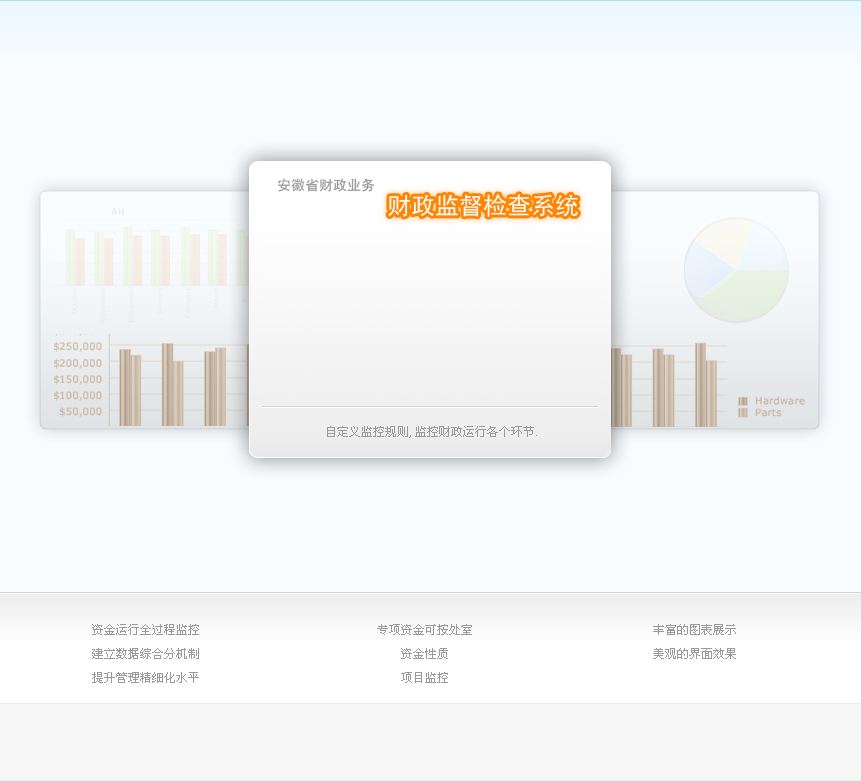 安徽省财政业务
财政监督检查系统
All
$250,000
$200,000
$150,000
$100,000
$50,000
Hardware
Parts
自定义监控规则, 监控财政运行各个环节.
资金运行全过程监控
专项资金可按处室
丰富的图表展示
建立数据综合分机制
资金性质
美观的界面效果
提升管理精细化水平
项目监控